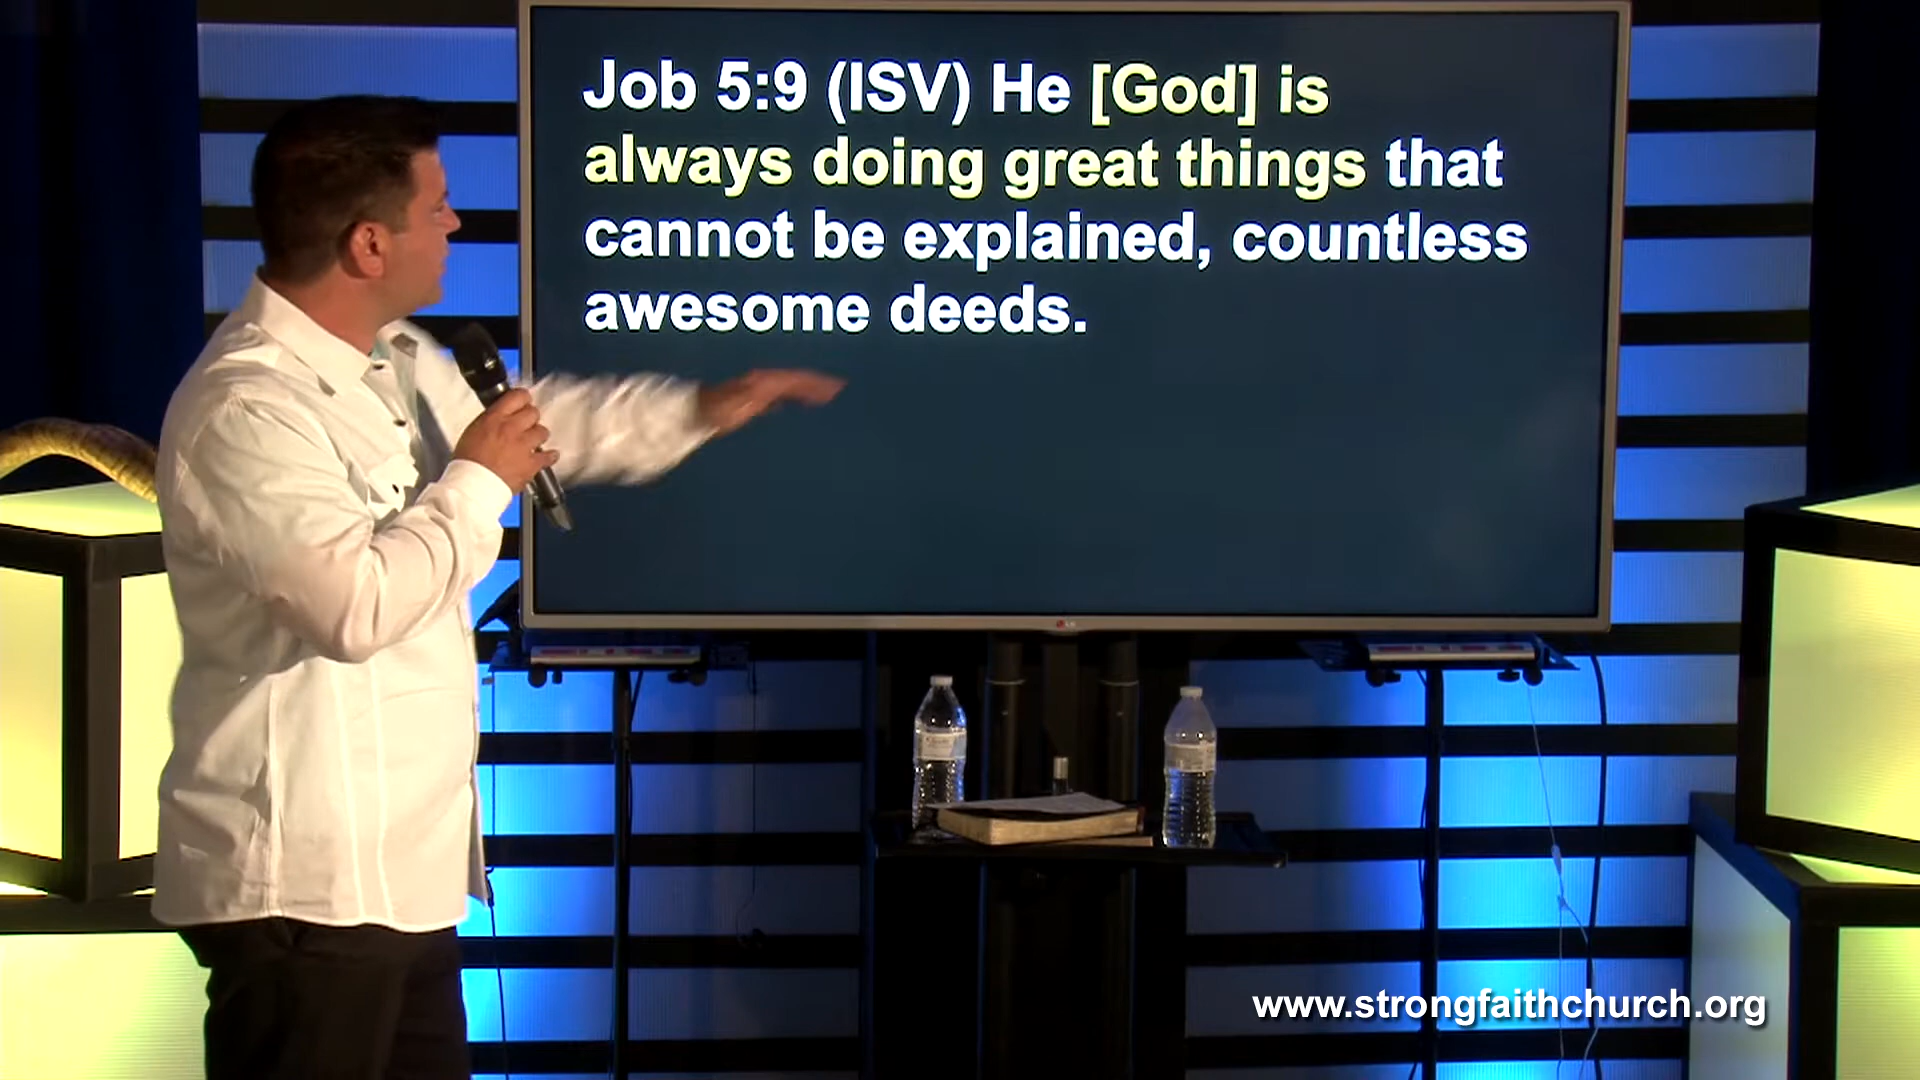 Job 5:9 (ISV) He [God] is
always doing great things that
cannot be explained, countless
awesome deeds.
LG
www.strongfaithchurch.org